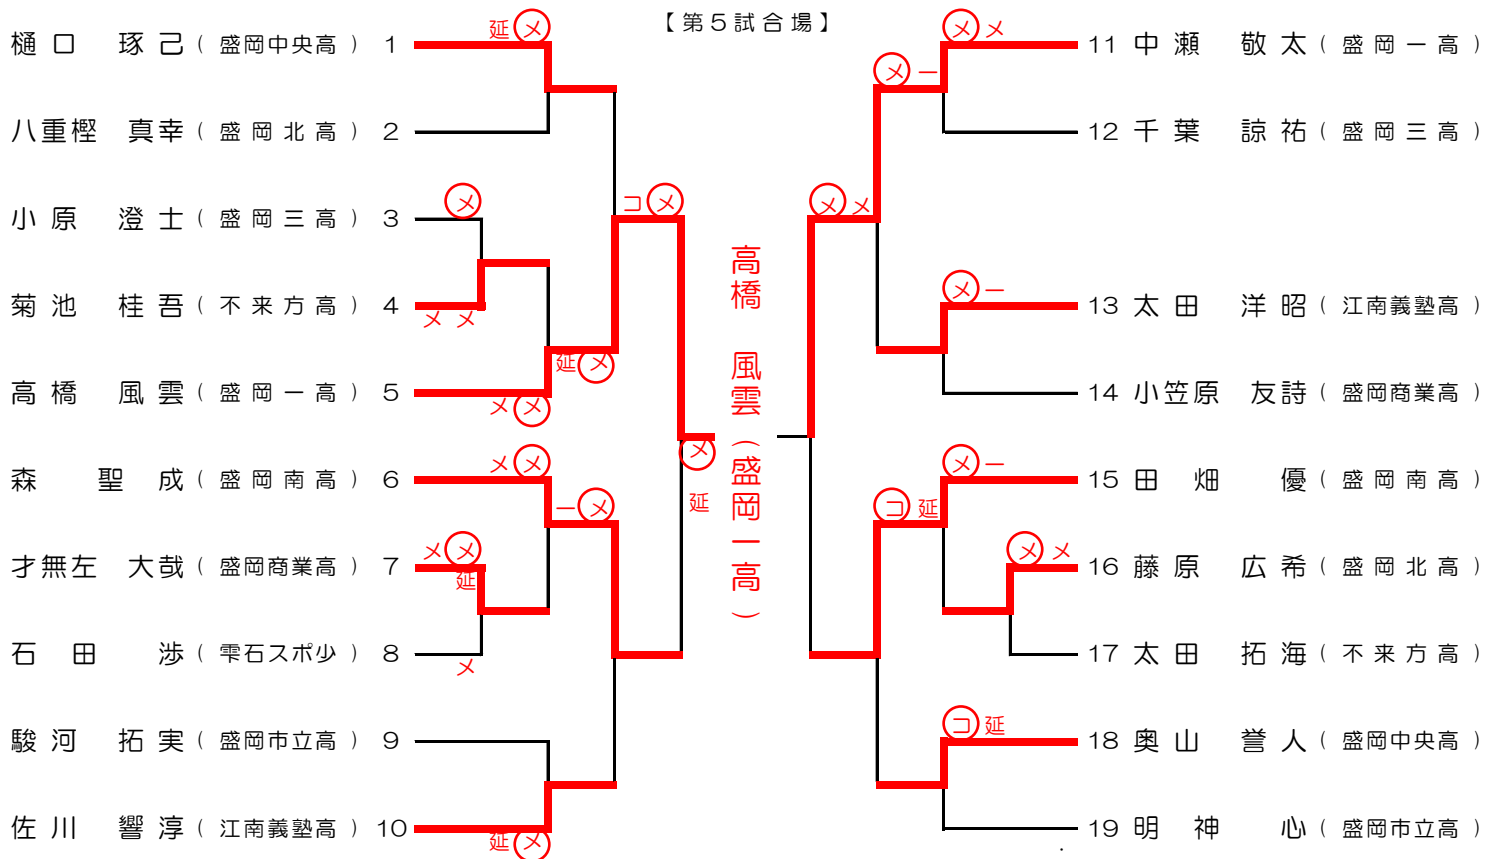 【第５試合場】
延 メ
樋口 琢己（盛岡中央高）1
八重樫 真幸（盛岡北高）2
メ
小原 澄士（盛岡三高）3
コ メ
菊池 桂吾（不来方高）4
メ メ
延 メ
高橋 風雲（盛岡一高）5
メ メ
メ メ
森 聖成（盛岡南高）6
一 メ
メ メ
才無左 大哉（盛岡商業高）7
延
石田 渉（雫石スポ少）8
メ
駿河 拓実（盛岡市立高）9
佐川 響淳（江南義塾高）10
延 メ
高橋 風雲（盛岡一高）
メ
延
メ メ
11 中瀬 敬太（盛岡一高）
メ 一
12 千葉 諒祐（盛岡三高）
メ メ
メ 一
13 太田 洋昭（江南義塾高）
14 小笠原 友詩（盛岡商業高）
メ 一
15 田畑 優（盛岡南高）
コ 延
メ メ
16 藤原 広希（盛岡北高）
17 太田 拓海（不来方高）
コ 延
18 奥山 誉人（盛岡中央高）
19 明神 心（盛岡市立高）
.